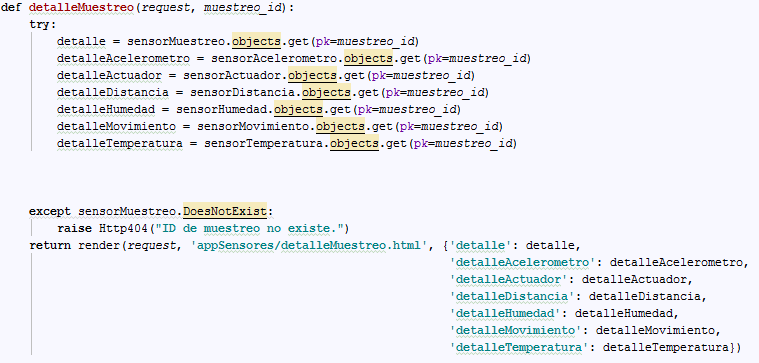 def detalleMuestreo(request, muestreo_id):
    try:
        detalle = sensorMuestreo.objects.get(pk=muestreo_id)
        detalleAcelerometro = sensorAcelerometro.objects.get(pk=muestreo_id)
        detalleActuador = sensorActuador.objects.get(pk=muestreo_id)
        detalleDistancia = sensorDistancia.objects.get(pk=muestreo_id)
        detalleHumedad = sensorHumedad.objects.get(pk=muestreo_id)
        detalleMovimiento = sensorMovimiento.objects.get(pk=muestreo_id)
        detalleTemperatura = sensorTemperatura.objects.get(pk=muestreo_id)
    except sensorMuestreo.DoesNotExist:
        raise Http404("ID de muestreo no existe.")
    return render(request, 'appSensores/detalleMuestreo.html', {'detalle': detalle,
                                                                'detalleAcelerometro': detalleAcelerometro,
                                                                'detalleActuador': detalleActuador,
                                                                'detalleDistancia': detalleDistancia,
                                                                'detalleHumedad': detalleHumedad,
                                                                'detalleMovimiento': detalleMovimiento,
                                                                'detalleTemperatura': detalleTemperatura})